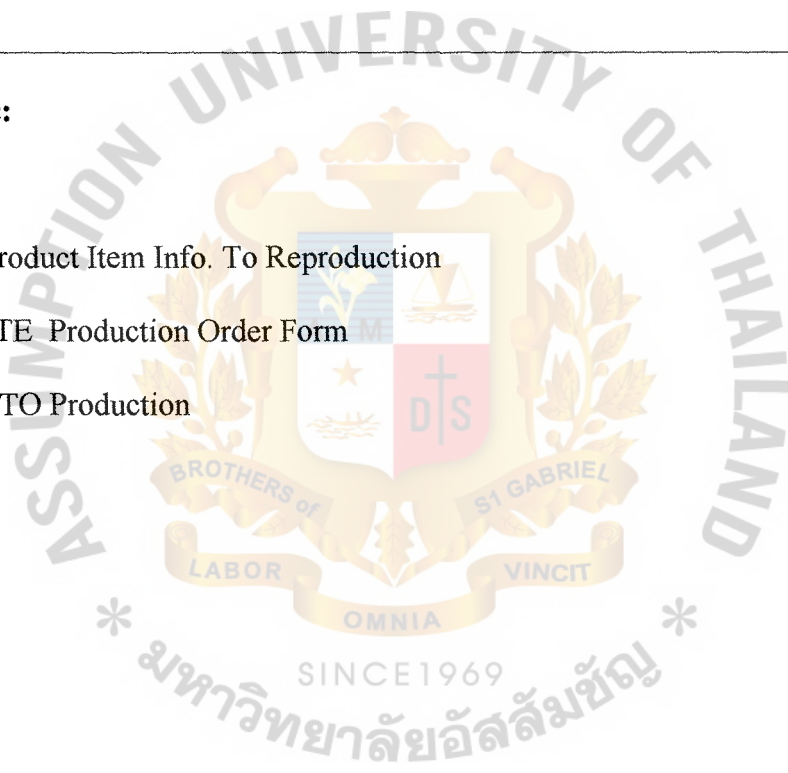 :
roduct Item Info. To Reproduction
TE Production Order Form
TO Production
ASSUMPTION UNIVERSITY OF THAILAND
M
D S
BROTHERS of
S1 GABRIEL
LABOR
VINCIT
OMNIA
SINCE1969
* มหาวิทยาลัยอัสสัมชัญ *